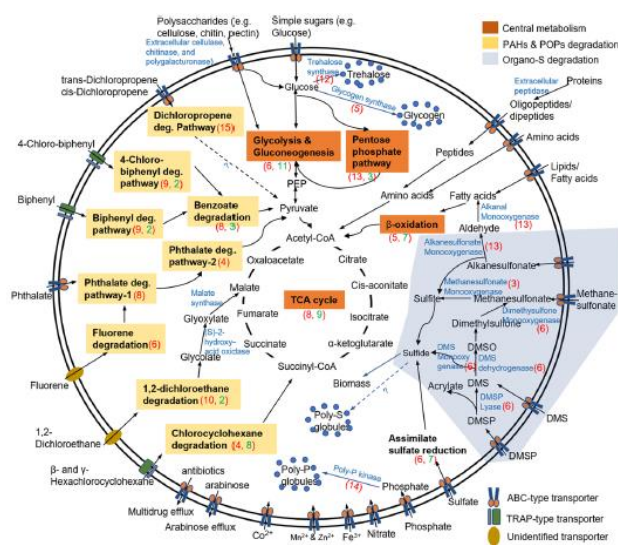 Polysaccharides (e.g.
cellulose, chitin, pectin)
Extracellular cellulase,
chitinase, and
polygalacturonase)
Simple sugars (e.g.
Glucose)
Central metabolism
PAHs & POPs degradation
Organo-S degradation
trans-Dichloropropene
cis-Dichloropropene
Trehalose
synthase
(12)
Trehalose
Glucose
Glycogen synthase
(5)
Glycogen
Extracellular
peptidase
Proteins
Oligopeptides/
dipeptides
Amino acids
Dichloropropene
deg. Pathway (15)
4-Chloro-biphenyl
4-Chloro-
biphenyl deg.
pathway (9, 2)
Glycolysis &
Gluconeogenesis
(6, 11)
Pentose
phosphate
pathway
(13, 3)
Peptides
Lipids/
Fatty acids
PEP
Amino acids
Fatty acids
Biphenyl
Biphenyl deg.
pathway (9, 2)
Benzoate
degradation
(8, 3)
Pyruvate
β-oxidation
(5, 7)
Alkanal
Monooxygenase
(13)
Aldehyde
Acetyl-CoA
Phthalate deg.
pathway-2 (4)
Alkanesulfonate
Monooxygenase
(13)
Alkanesulfonate
Oxaloacetate
Citrate
Phthalate
Phthalate deg.
pathway-1 (8)
Malate
synthase
Malate
Cis-aconitate
Methanesulfonate (3)
Monooxygenase
Sulfite
Methanesulfonate
Methane-
sulfonate
TCA cycle
(8, 9)
Glyoxylate
Fumarate
Isocitrate
Dimethylsulfone
Dimethylsulfone
Monooxygenase
(6)
Fluorene
degradation (6)
(S)-2-
hydroxy-
acid oxidase
Succinate
α-ketoglutarate
DMSO
Sulfide
DMS
Monooxy
genase (6)
DMS
dehydrogenase (6)
Glycolate
Succinyl-CoA
Fluorene
Biomass
DMS
Acrylate
DMSP
Lyase (6)
DMS
1,2-dichloroethane
degradation
(10, 2)
1,2-
Dichloroethane
Poly-S
globules
DMSP
DMSP
Chlorocyclohexane
degradation (4, 8)
Assimilate
sulfate reduction
(6, 7)
β- and γ-
Hexachlorocyclohexane
Poly-P
globules
Poly-P kinase
(14)
Phosphate
Sulfate
antibiotics
arabinose
Multidrug efflux
Arabinose efflux
Co²⁺
Mn²⁺ & Zn²⁺
Fe³⁺
Nitrate
Phosphate
ABC-type transporter
TRAP-type transporter
Unidentified transporter